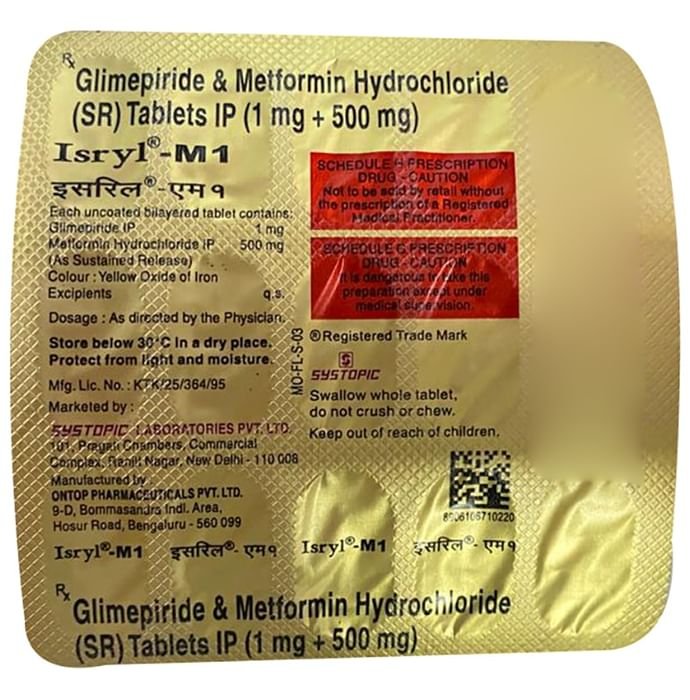 Rx
Glimepiride & Metformin Hydrochloride
(SR) Tablets IP (1 mg + 500 mg)
Isryl®-M1
इसरिल®-एम १
Each uncoated bilayered tablet contains:
Glimepiride IP 1 mg
Metformin Hydrochloride IP 500 mg
(As Sustained Release)
Colour : Yellow Oxide of Iron
Excipients q.s.
Dosage : As directed by the Physician.
Store below 30°C in a dry place.
Protect from light and moisture.
Mfg. Lic. No. : KTK/25/364/95
Marketed by :
SYSTOPIC LABORATORIES PVT. LTD.
101, Pragati Chambers, Commercial
Complex, Ranjit Nagar, New Delhi - 110 008
Manufactured by :
ONTOP PHARMACEUTICALS PVT. LTD.
9-D, Bommasandra Indl. Area,
Hosur Road, Bengaluru - 560 099
MO-FL-S-03
SCHEDULE H PRESCRIPTION
DRUG - CAUTION
Not to be sold by retail without
the prescription of a Registered
Medical Practitioner.
SCHEDULE G PRESCRIPTION
DRUG - CAUTION
It is dangerous to take this
preparation except under
medical supervision.
®Registered Trade Mark
S
SYSTOPIC
Swallow whole tablet,
do not crush or chew.
Keep out of reach of children.
8906106710220
Isryl®-M1 इसरिल®- एम १ Isryl®-M1 इसरिल®- एम १
Rx
Glimepiride & Metformin Hydrochloride
(SR) Tablets IP (1 mg + 500 mg)